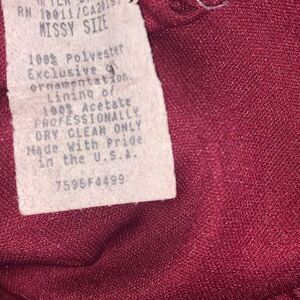 RN 18011/CA201
MISSY SIZE
100% Polyester
Exclusive of
ornamentation
Lining of
100% Acetate
PROFESSIONALLY
DRY CLEAN ONLY
Made With Pride
in the U.S.A.
7595F4499